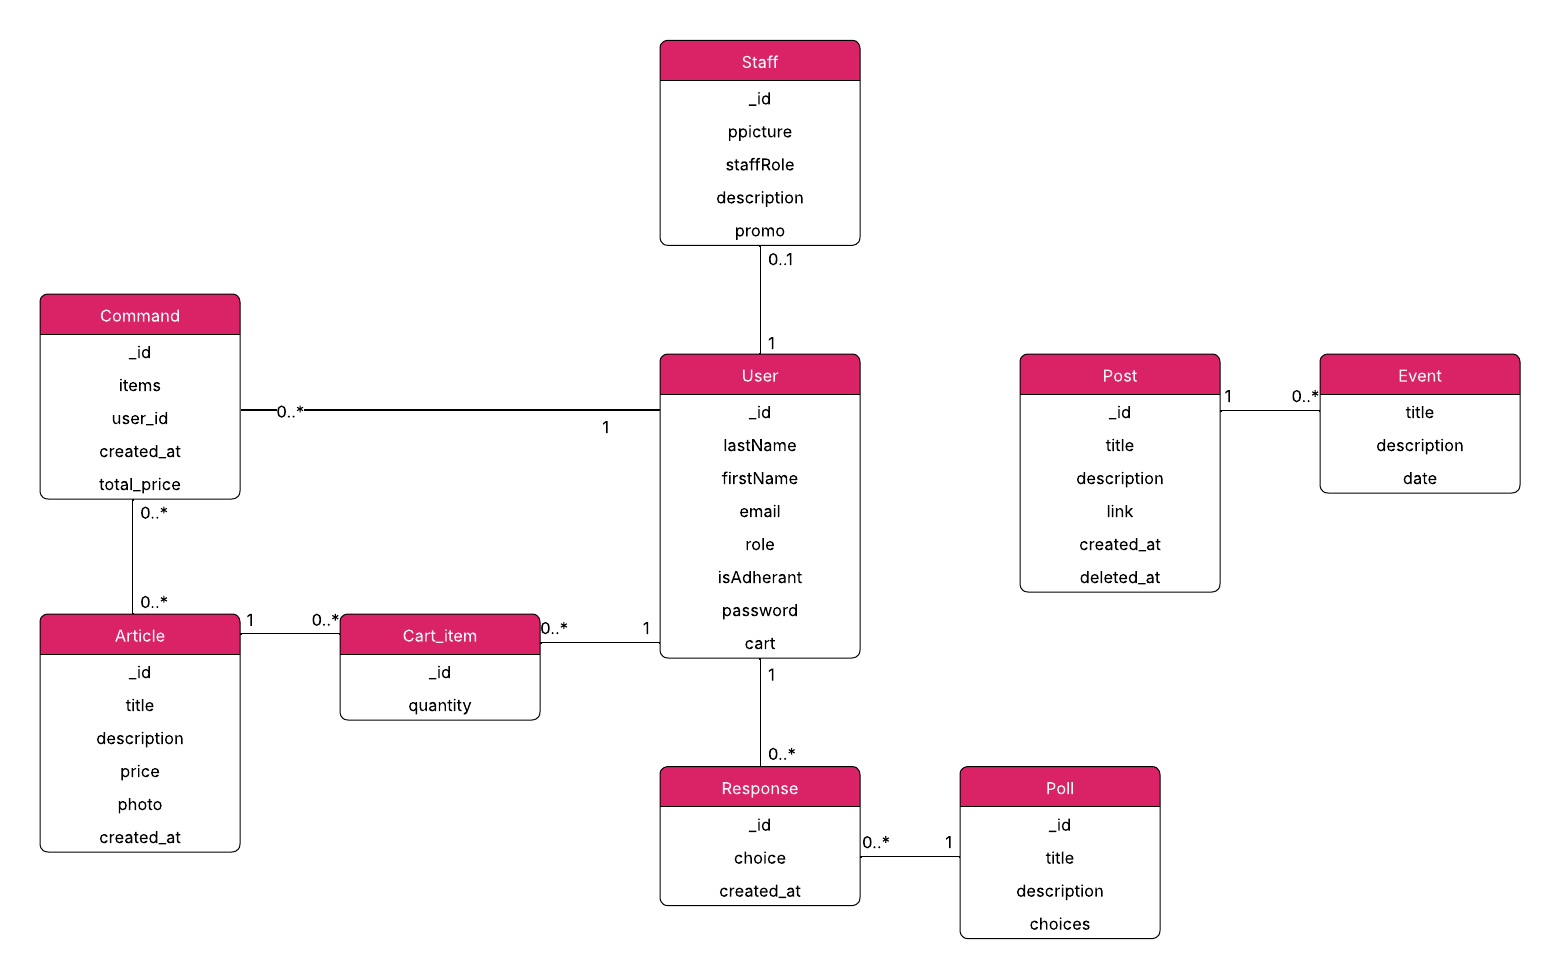 Staff
_id
ppicture
staffRole
description
promo
0..1
1
Command
_id
items
user_id
created_at
total_price
0..*
1
User
_id
lastName
firstName
email
role
isAdherant
password
cart
Post
_id
title
description
link
created_at
deleted_at
1
0..*
Event
title
description
date
0..*
0..*
Article
_id
title
description
price
photo
created_at
1
0..*
Cart_item
_id
quantity
0..*
1
1
0..*
Response
_id
choice
created_at
0..*
1
Poll
_id
title
description
choices